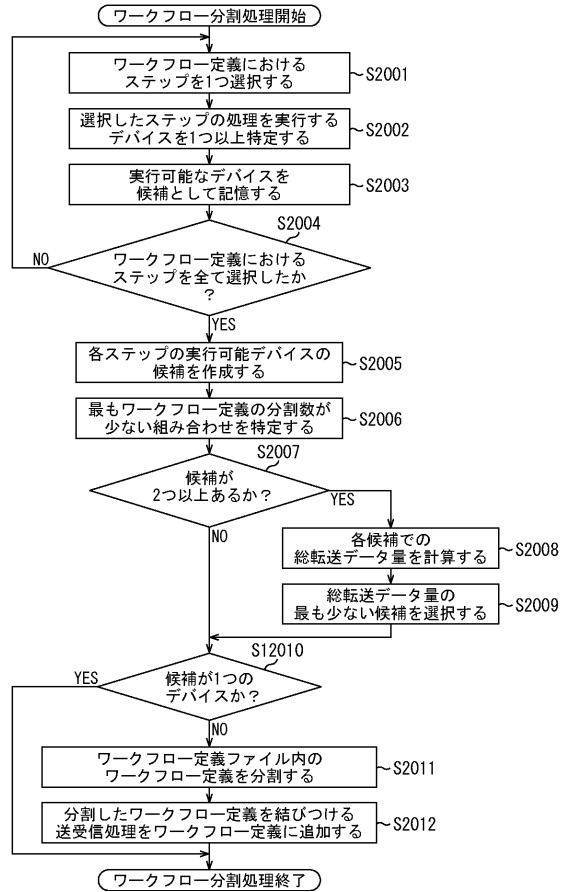 ワークフロー分割処理開始
ワークフロー定義における
ステップを1つ選択する
S2001
選択したステップの処理を実行する
デバイスを1つ以上特定する
S2002
実行可能なデバイスを
候補として記憶する
S2003
S2004
NO
ワークフロー定義における
ステップを全て選択したか
?
YES
各ステップの実行可能デバイスの
候補を作成する
S2005
最もワークフロー定義の分割数が
少ない組み合わせを特定する
S2006
S2007
候補が
2つ以上あるか?
YES
NO
各候補での
総転送データ量を計算する
S2008
総転送データ量の
最も少ない候補を選択する
S2009
S12010
YES
候補が1つの
デバイスか?
NO
ワークフロー定義ファイル内の
ワークフロー定義を分割する
S2011
分割したワークフロー定義を結びつける
送受信処理をワークフロー定義に追加する
S2012
ワークフロー分割処理終了